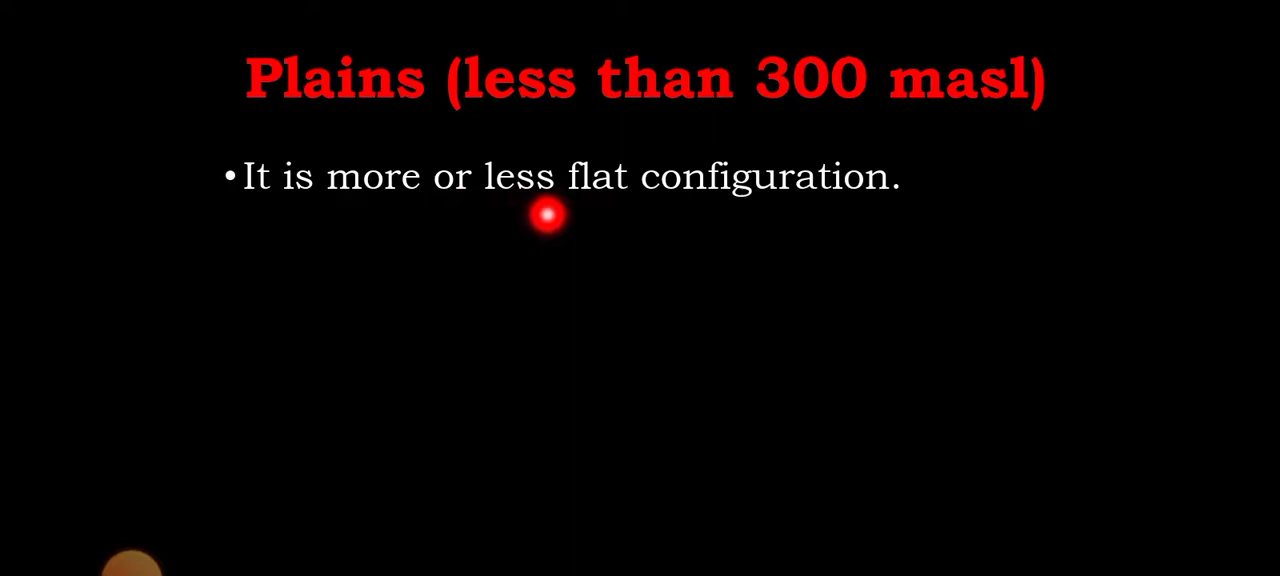 Plains (less than 300 masl)
•It is more or less flat configuration.